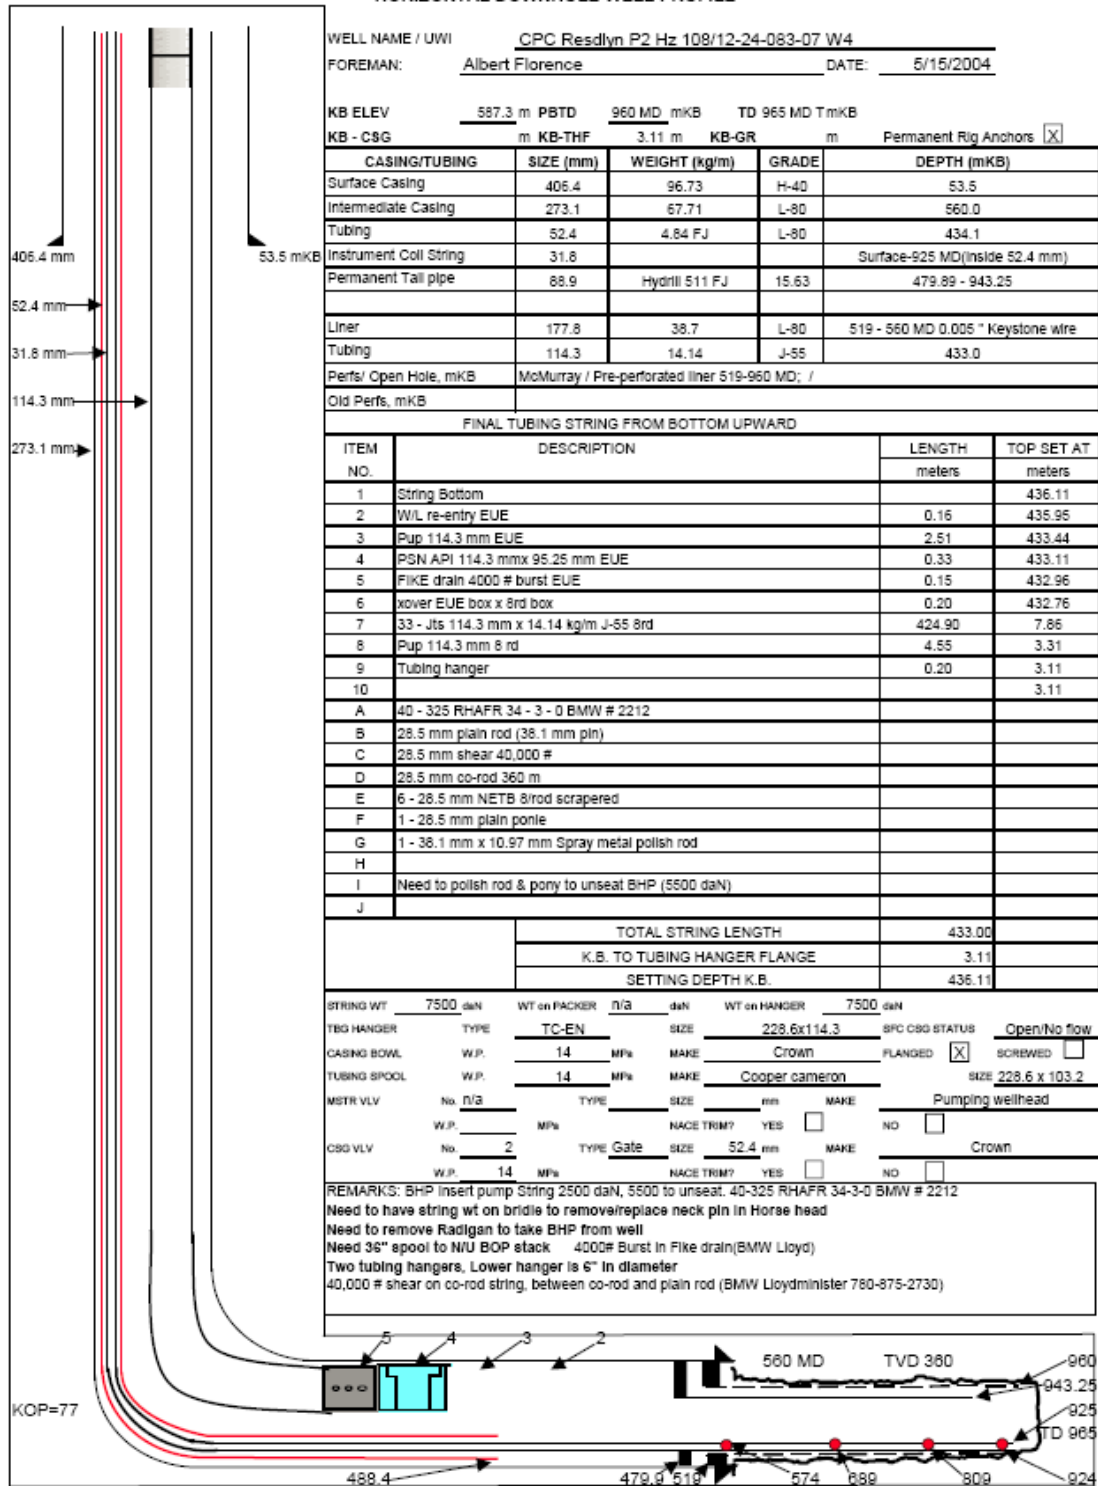 WELL NAME / UWI CPC Resdlyn P2 Hz 108/12-24-083-07 W4
FOREMAN: Albert Florence DATE: 5/15/2004
KB ELEV 587.3 m PBTD 960 MD mKB TD 965 MD TmKB
KB - CSG m KB-THF 3.11 m KB-GR m Permanent Rig Anchors X
CASING/TUBING SIZE (mm) WEIGHT (kg/m) GRADE DEPTH (mKB)
Surface Casing 406.4 96.73 H-40 53.5
Intermediate Casing 273.1 67.71 L-80 560.0
Tubing 52.4 4.84 FJ L-80 434.1
Instrument Coil String 31.8 Surface-925 MD(inside 52.4 mm)
Permanent Tail pipe 88.9 Hydrill 511 FJ 15.63 479.89 - 943.25
Liner 177.8 38.7 L-80 519 - 560 MD 0.005 " Keystone wire
Tubing 114.3 14.14 J-55 433.0
Perfs/ Open Hole, mKB McMurray / Pre-perforated liner 519-960 MD; /
Old Perfs, mKB
406.4 mm
53.5 mKB
52.4 mm
31.8 mm
114.3 mm
273.1 mm
FINAL TUBING STRING FROM BOTTOM UPWARD
ITEM DESCRIPTION LENGTH TOP SET AT
NO. meters meters
1 String Bottom 436.11
2 W/L re-entry EUE 0.16 435.95
3 Pup 114.3 mm EUE 2.51 433.44
4 PSN API 114.3 mmx 95.25 mm EUE 0.33 433.11
5 FIKE drain 4000 # burst EUE 0.15 432.96
6 xover EUE box x 8rd box 0.20 432.76
7 33 - Jts 114.3 mm x 14.14 kg/m J-55 8rd 424.90 7.86
8 Pup 114.3 mm 8 rd 4.55 3.31
9 Tubing hanger 0.20 3.11
10 3.11
A 40 - 325 RHAFR 34 - 3 - 0 BMW # 2212
B 28.5 mm plain rod (38.1 mm pin)
C 28.5 mm shear 40,000 #
D 28.5 mm co-rod 360 m
E 6 - 28.5 mm NETB 8/rod scrapered
F 1 - 28.5 mm plain ponie
G 1 - 38.1 mm x 10.97 mm Spray metal polish rod
H
I Need to polish rod & pony to unseat BHP (5500 daN)
J
TOTAL STRING LENGTH 433.00
K.B. TO TUBING HANGER FLANGE 3.11
SETTING DEPTH K.B. 436.11
STRING WT 7500 daN WT on PACKER n/a daN WT on HANGER 7500 daN
TBG HANGER TYPE TC-EN SIZE 228.6x114.3 SFC CSG STATUS Open/No flow
CASING BOWL W.P. 14 MPa MAKE Crown FLANGED X SCREWED
TUBING SPOOL W.P. 14 MPa MAKE Cooper cameron SIZE 228.6 x 103.2
MSTR VLV No. n/a TYPE SIZE mm MAKE Pumping wellhead
W.P. MPa NACE TRIM? YES NO
CSG VLV No. 2 TYPE Gate SIZE 52.4 mm MAKE Crown
W.P. 14 MPa NACE TRIM? YES NO
REMARKS: BHP Insert pump String 2500 daN, 5500 to unseat. 40-325 RHAFR 34-3-0 BMW # 2212
Need to have string wt on bridle to remove/replace neck pin in Horse head
Need to remove Radigan to take BHP from well
Need 36" spool to N/U BOP stack 4000# Burst in Fike drain(BMW Lloyd)
Two tubing hangers, Lower hanger is 6" in diameter
40,000 # shear on co-rod string, between co-rod and plain rod (BMW Lloydminister 780-875-2730)
5 4 3 2
560 MD TVD 360 960
943.25
KOP=77
925
TD 965
488.4 479.9 519 574 689 809 924